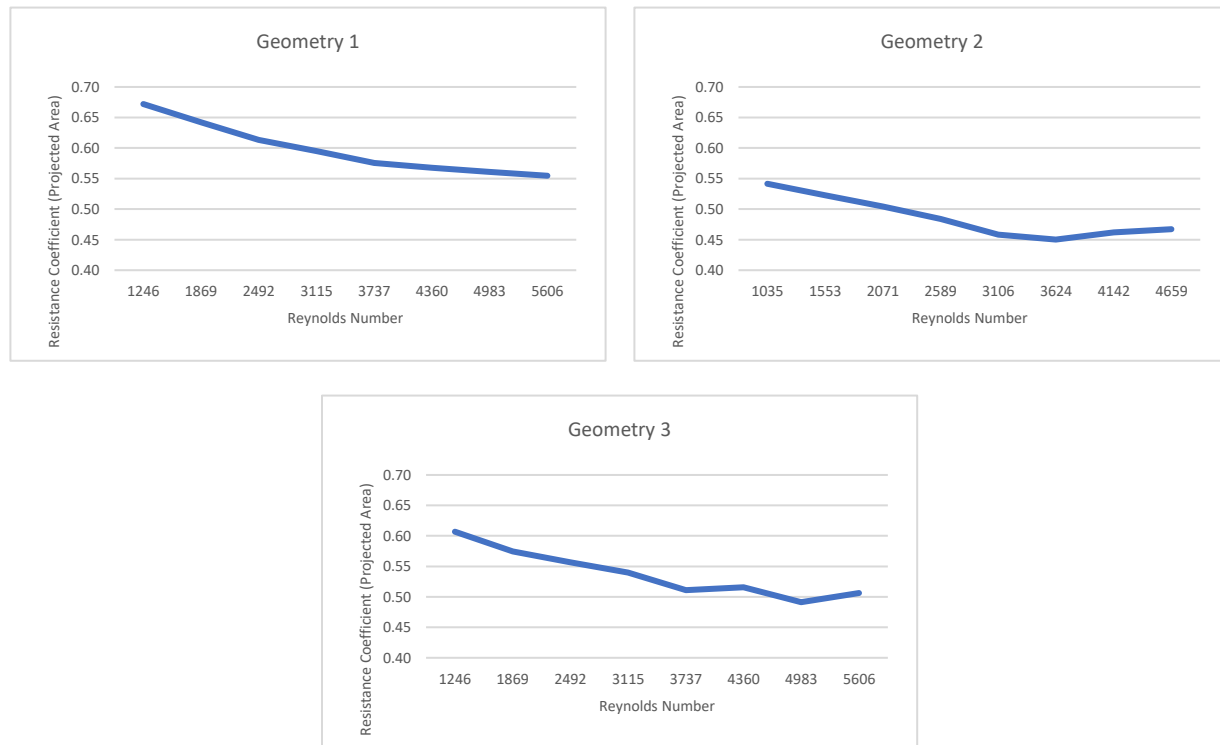 Geometry 1
Resistance Coefficient (Projected Area)
0.70
0.65
0.60
0.55
0.50
0.45
0.40
1246 1869 2492 3115 3737 4360 4983 5606
Reynolds Number
Geometry 2
Resistance Coefficient (Projected Area)
0.70
0.65
0.60
0.55
0.50
0.45
0.40
1035 1553 2071 2589 3106 3624 4142 4659
Reynolds Number
Geometry 3
Resistance Coefficient (Projected Area)
0.70
0.65
0.60
0.55
0.50
0.45
0.40
1246 1869 2492 3115 3737 4360 4983 5606
Reynolds Number